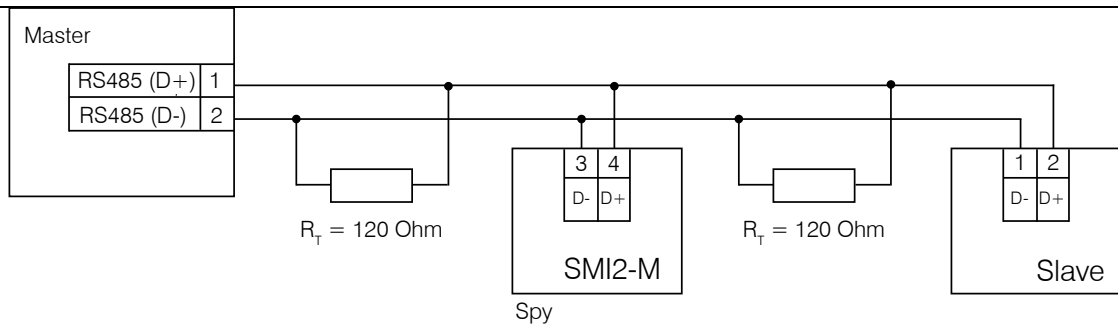 Master
RS485 (D+) 1
RS485 (D-) 2
3 4
D- D+
1 2
D- D+
R_T = 120 Ohm
R_T = 120 Ohm
SMI2-M
Slave
Spy